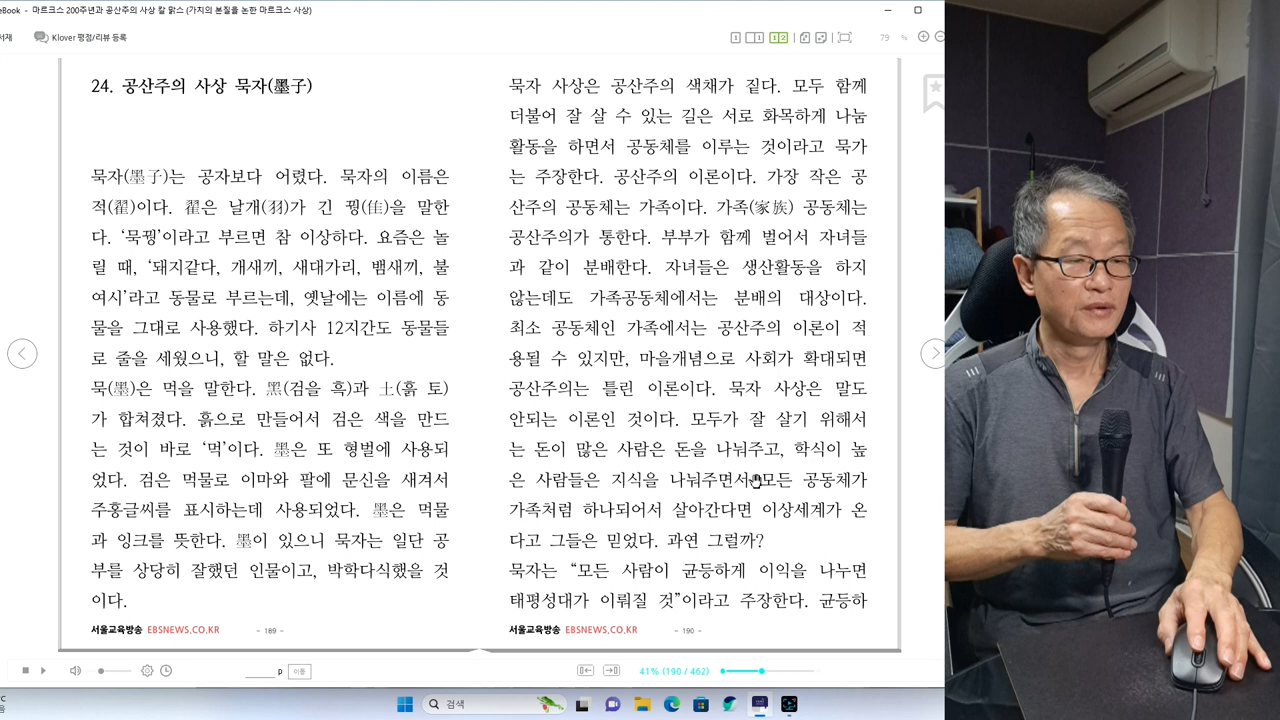 eBook - 마르크스 200주년과 공산주의 사상 칼 맑스 (가치의 본질을 논한 마르크스 사상)
서재 Klover 평점/리뷰 등록 79 %
24. 공산주의 사상 묵자(墨子)
묵자(墨子)는 공자보다 어렸다. 묵자의 이름은
적(翟)이다. 翟은 날개(羽)가 긴 꿩(隹)을 말한
다. ‘묵꿩’이라고 부르면 참 이상하다. 요즘은 놀
릴 때, ‘돼지같다, 개새끼, 새대가리, 뱀새끼, 불
여시’라고 동물로 부르는데, 옛날에는 이름에 동
물을 그대로 사용했다. 하기사 12지간도 동물들
로 줄을 세웠으니, 할 말은 없다.
묵(墨)은 먹을 말한다. 黑(검을 흑)과 土(흙 토)
가 합쳐졌다. 흙으로 만들어서 검은 색을 만드
는 것이 바로 ‘먹’이다. 墨은 또 형벌에 사용되
었다. 검은 먹물로 이마와 팔에 문신을 새겨서
주홍글씨를 표시하는데 사용되었다. 墨은 먹물
과 잉크를 뜻한다. 墨이 있으니 묵자는 일단 공
부를 상당히 잘했던 인물이고, 박학다식했을 것
이다.
서울교육방송 EBSNEWS.CO.KR - 189 -
묵자 사상은 공산주의 색채가 짙다. 모두 함께
더불어 잘 살 수 있는 길은 서로 화목하게 나눔
활동을 하면서 공동체를 이루는 것이라고 묵가
는 주장한다. 공산주의 이론이다. 가장 작은 공
산주의 공동체는 가족이다. 가족(家族) 공동체는
공산주의가 통한다. 부부가 함께 벌어서 자녀들
과 같이 분배한다. 자녀들은 생산활동을 하지
않는데도 가족공동체에서는 분배의 대상이다.
최소 공동체인 가족에서는 공산주의 이론이 적
용될 수 있지만, 마을개념으로 사회가 확대되면
공산주의는 틀린 이론이다. 묵자 사상은 말도
안되는 이론인 것이다. 모두가 잘 살기 위해서
는 돈이 많은 사람은 돈을 나눠주고, 학식이 높
은 사람들은 지식을 나눠주면서 모든 공동체가
가족처럼 하나되어서 살아간다면 이상세계가 온
다고 그들은 믿었다. 과연 그럴까?
묵자는 “모든 사람이 균등하게 이익을 나누면
태평성대가 이뤄질 것”이라고 주장한다. 균등하
서울교육방송 EBSNEWS.CO.KR - 190 -
p 이동 41% (190 / 462)
검색